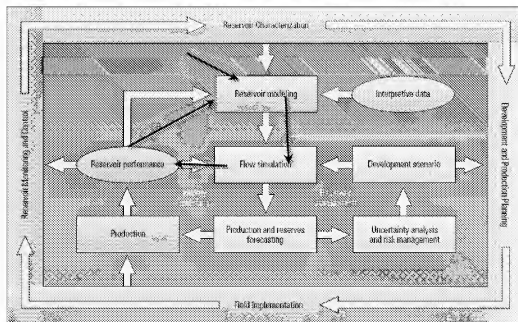 Reservoir Characterization
Reservoir modeling
Interpretive data
Reservoir Monitoring and Control
Development and Production Planning
Reservoir performance
Flow simulation
Development scenario
Production
Production and reserves
forecasting
Uncertainty analysis
and risk management
Field Implementation